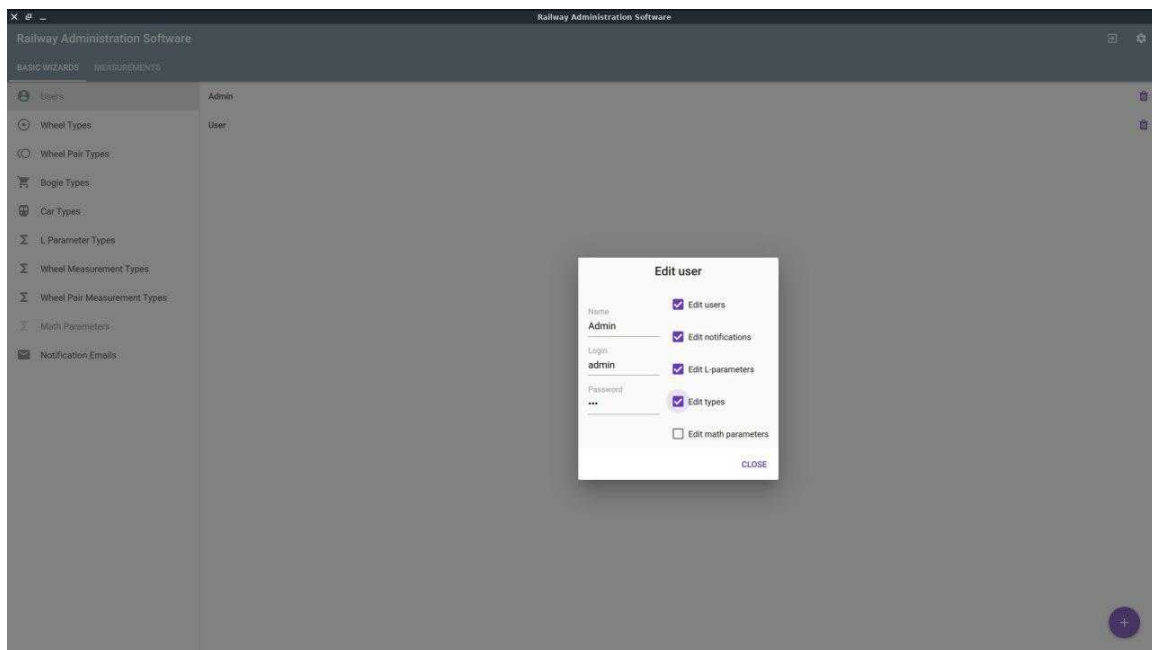 Railway Administration Software
Railway Administration Software
BASIC WIZARDS MEASUREMENTS
Users
Wheel Types
Wheel Pair Types
Bogie Types
Car Types
L Parameter Types
Wheel Measurement Types
Wheel Pair Measurement Types
Math Parameters
Notification Emails
Admin
User
Edit user
Name
Admin
Login
admin
Password
•••
Edit users
Edit notifications
Edit L-parameters
Edit types
Edit math parameters
CLOSE